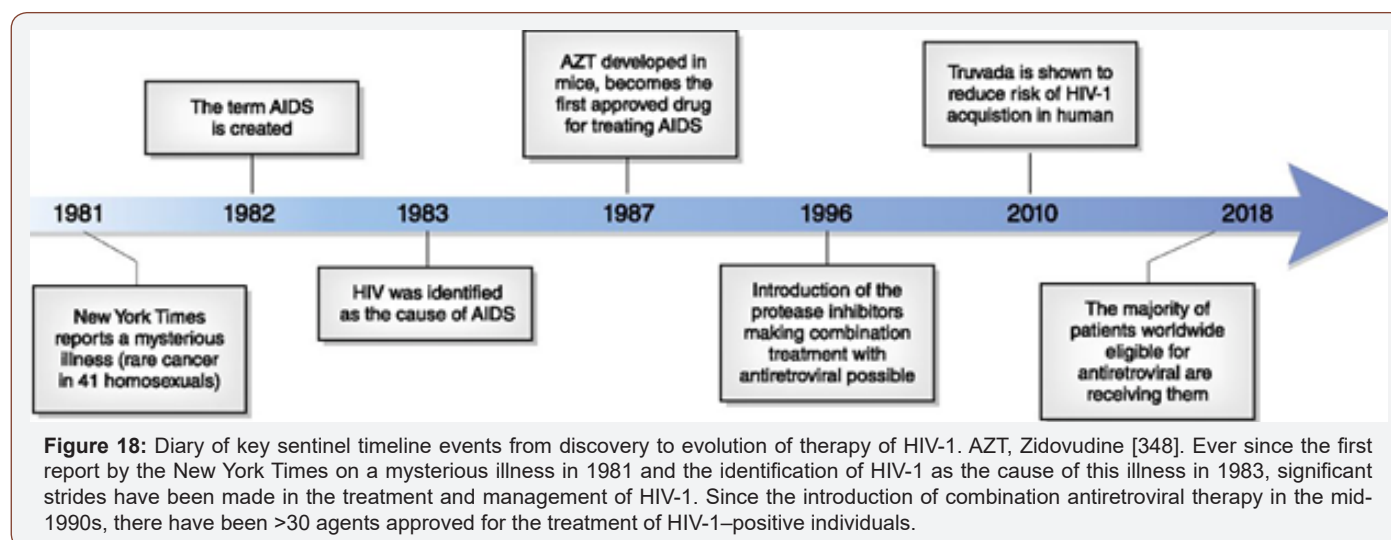 The term AIDS
is created
AZT developed in
mice, becomes the
first approved drug
for treating AIDS
Truvada is shown to
reduce risk of HIV-1
acquistion in human
1981 1982 1983 1987 1996 2010 2018
New York Times
reports a mysterious
illness (rare cancer
in 41 homosexuals)
HIV was identified
as the cause of AIDS
Introduction of the
protease inhibitors
making combination
treatment with
antiretroviral possible
The majority of
patients worldwide
eligible for
antiretroviral are
receiving them
Figure 18: Diary of key sentinel timeline events from discovery to evolution of therapy of HIV-1. AZT, Zidovudine [348]. Ever since the first
report by the New York Times on a mysterious illness in 1981 and the identification of HIV-1 as the cause of this illness in 1983, significant
strides have been made in the treatment and management of HIV-1. Since the introduction of combination antiretroviral therapy in the mid-
1990s, there have been >30 agents approved for the treatment of HIV-1–positive individuals.